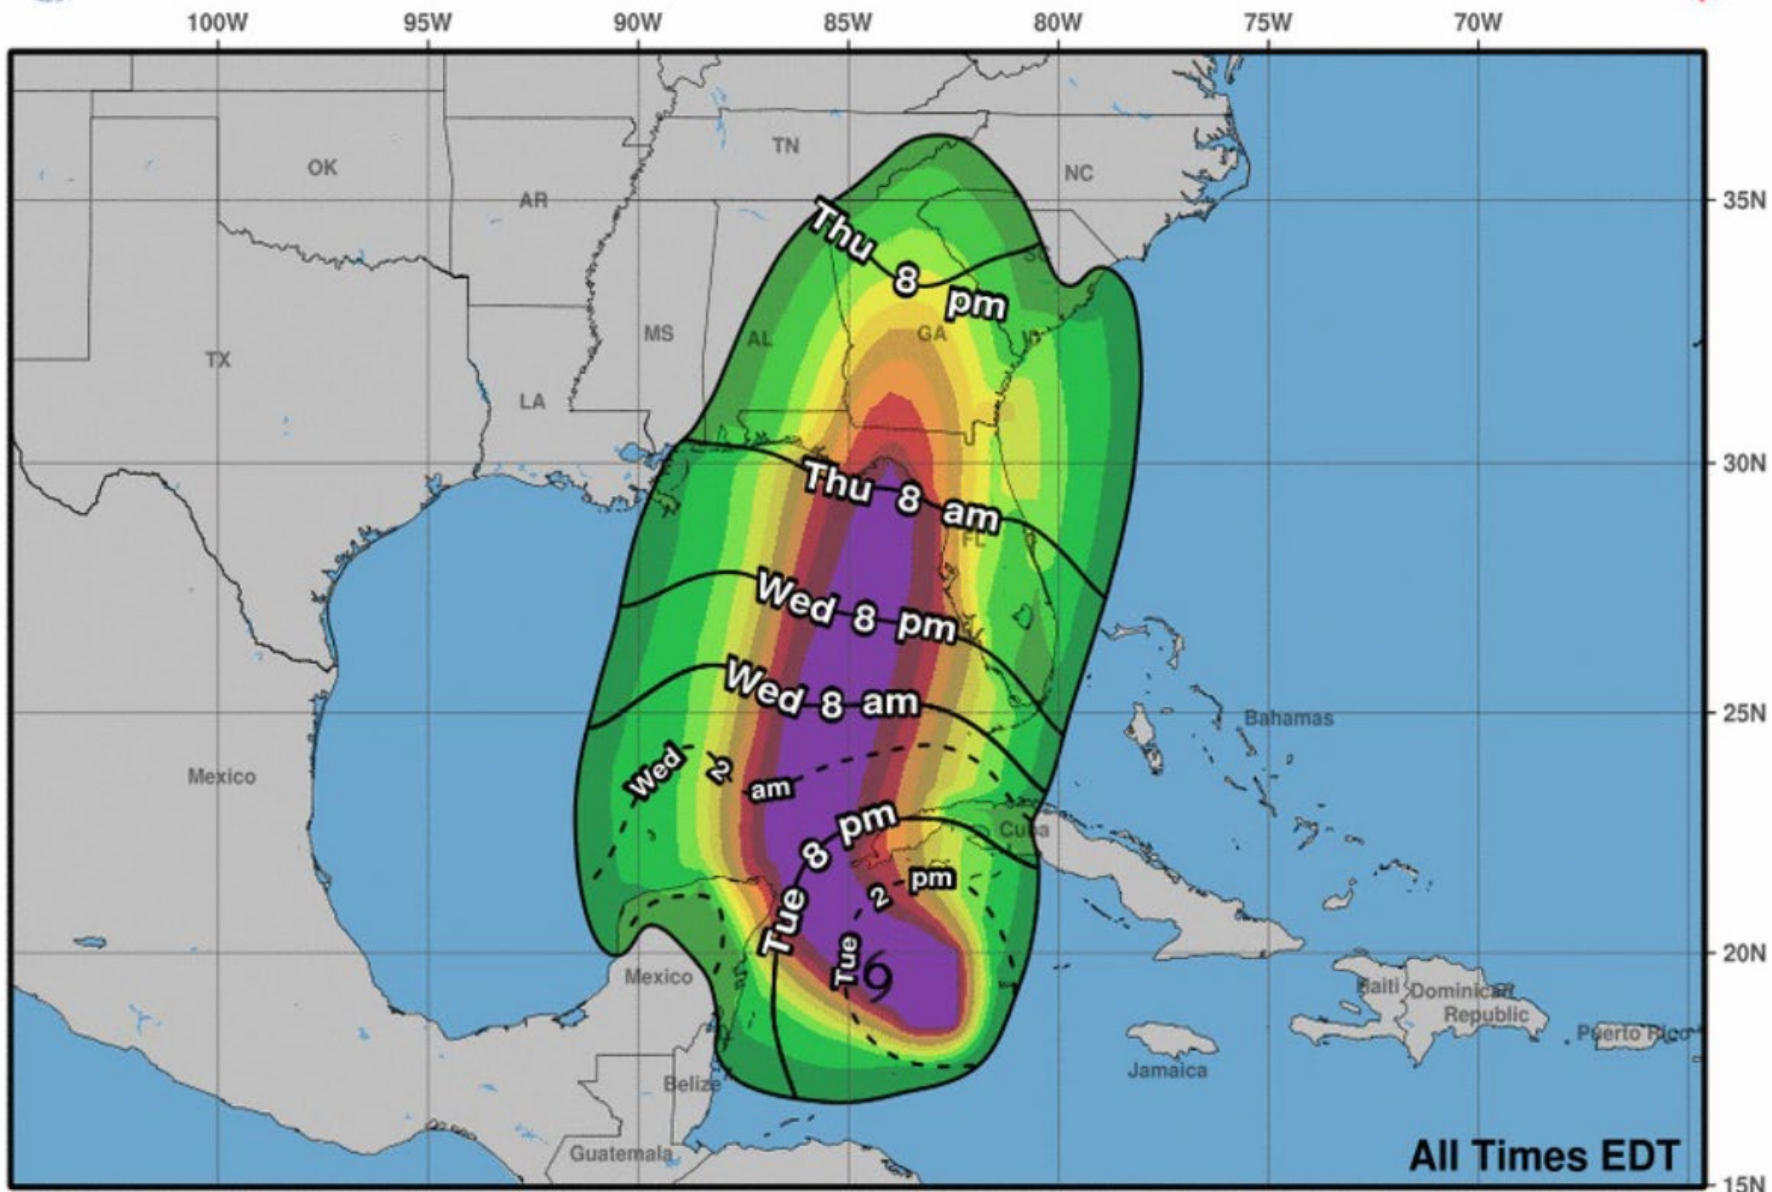 100W 95W 90W 85W 80W 75W 70W
TN
OK
NC
AR
35N
Thu 8 pm
SC
MS AL GA
TX
LA
30N
Thu 8 am
FL
Wed 8 pm
Wed 8 am
25N
Bahamas
Wed 2 am
Mexico
Tue 8 pm
Cuba
Tue 2 pm
20N
Mexico
Haiti Dominican
Republic
Puerto Rico
Jamaica
Belize
Guatemala
All Times EDT
15N